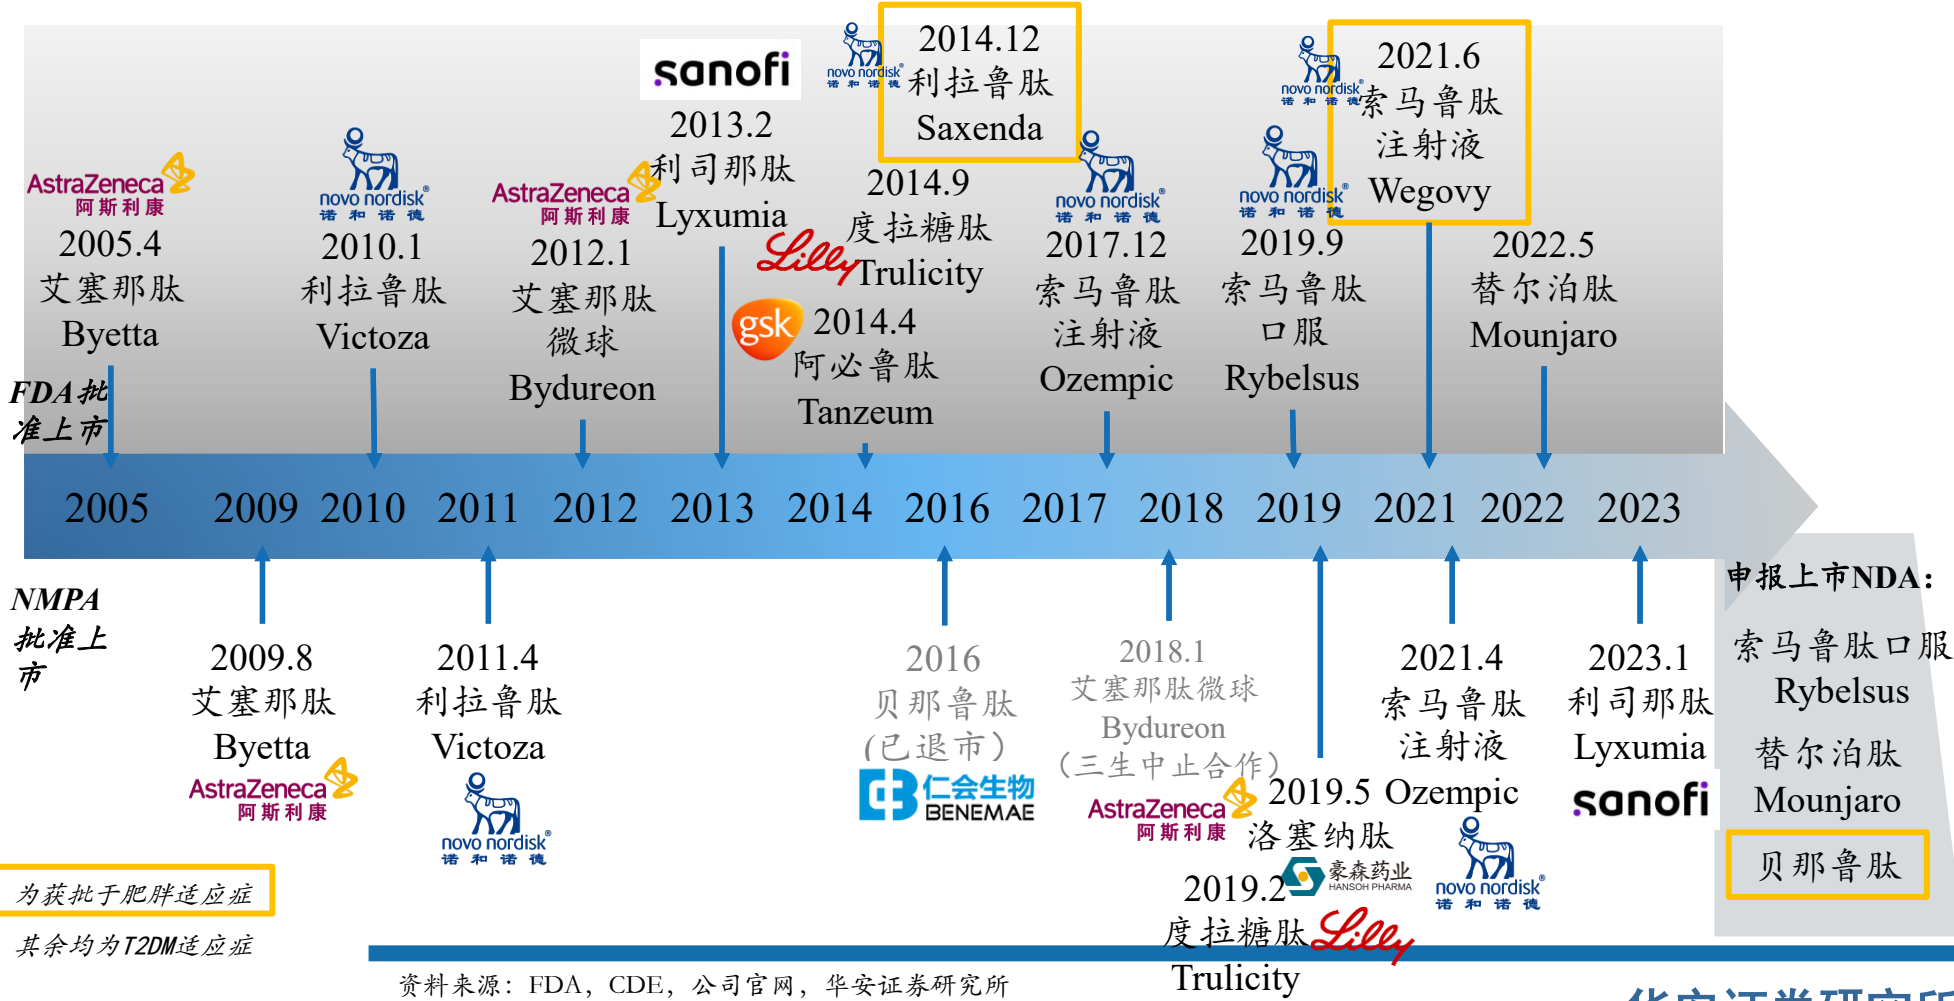 AstraZeneca
阿斯利康
2005.4
艾塞那肽
Byetta
novo nordisk®
诺和诺德
2010.1
利拉鲁肽
Victoza
AstraZeneca
阿斯利康
2012.1
艾塞那肽
微球
Bydureon
sanofi
2013.2
利司那肽
Lyxumia
novo nordisk®
诺和诺德
2014.12
利拉鲁肽
Saxenda
2014.9
度拉糖肽
Lilly
Trulicity
gsk
2014.4
阿必鲁肽
Tanzeum
novo nordisk®
诺和诺德
2017.12
索马鲁肽
注射液
Ozempic
novo nordisk®
诺和诺德
2019.9
索马鲁肽
口服
Rybelsus
novo nordisk
诺和诺德
2021.6
索马鲁肽
注射液
Wegovy
2022.5
替尔泊肽
Mounjaro
FDA批
准上市
2005 2009 2010 2011 2012 2013 2014 2016 2017 2018 2019 2021 2022 2023
NMPA
批准上
市
2009.8
艾塞那肽
Byetta
AstraZeneca
阿斯利康
2011.4
利拉鲁肽
Victoza
novo nordisk®
诺和诺德
2016
贝那鲁肽
(已退市）
仁会生物
BENEMAE
2018.1
艾塞那肽微球
Bydureon
（三生中止合作）
AstraZeneca
阿斯利康
2019.5
洛塞纳肽
豪森药业
HANSOH PHARMA
2019.2
度拉糖肽
Lilly
Trulicity
2021.4
索马鲁肽
注射液
Ozempic
novo nordisk®
诺和诺德
2023.1
利司那肽
Lyxumia
sanofi
申报上市NDA：
索马鲁肽口服
Rybelsus
替尔泊肽
Mounjaro
贝那鲁肽
为获批于肥胖适应症
其余均为T2DM适应症
资料来源：FDA，CDE，公司官网，华安证券研究所
华安证券研究所